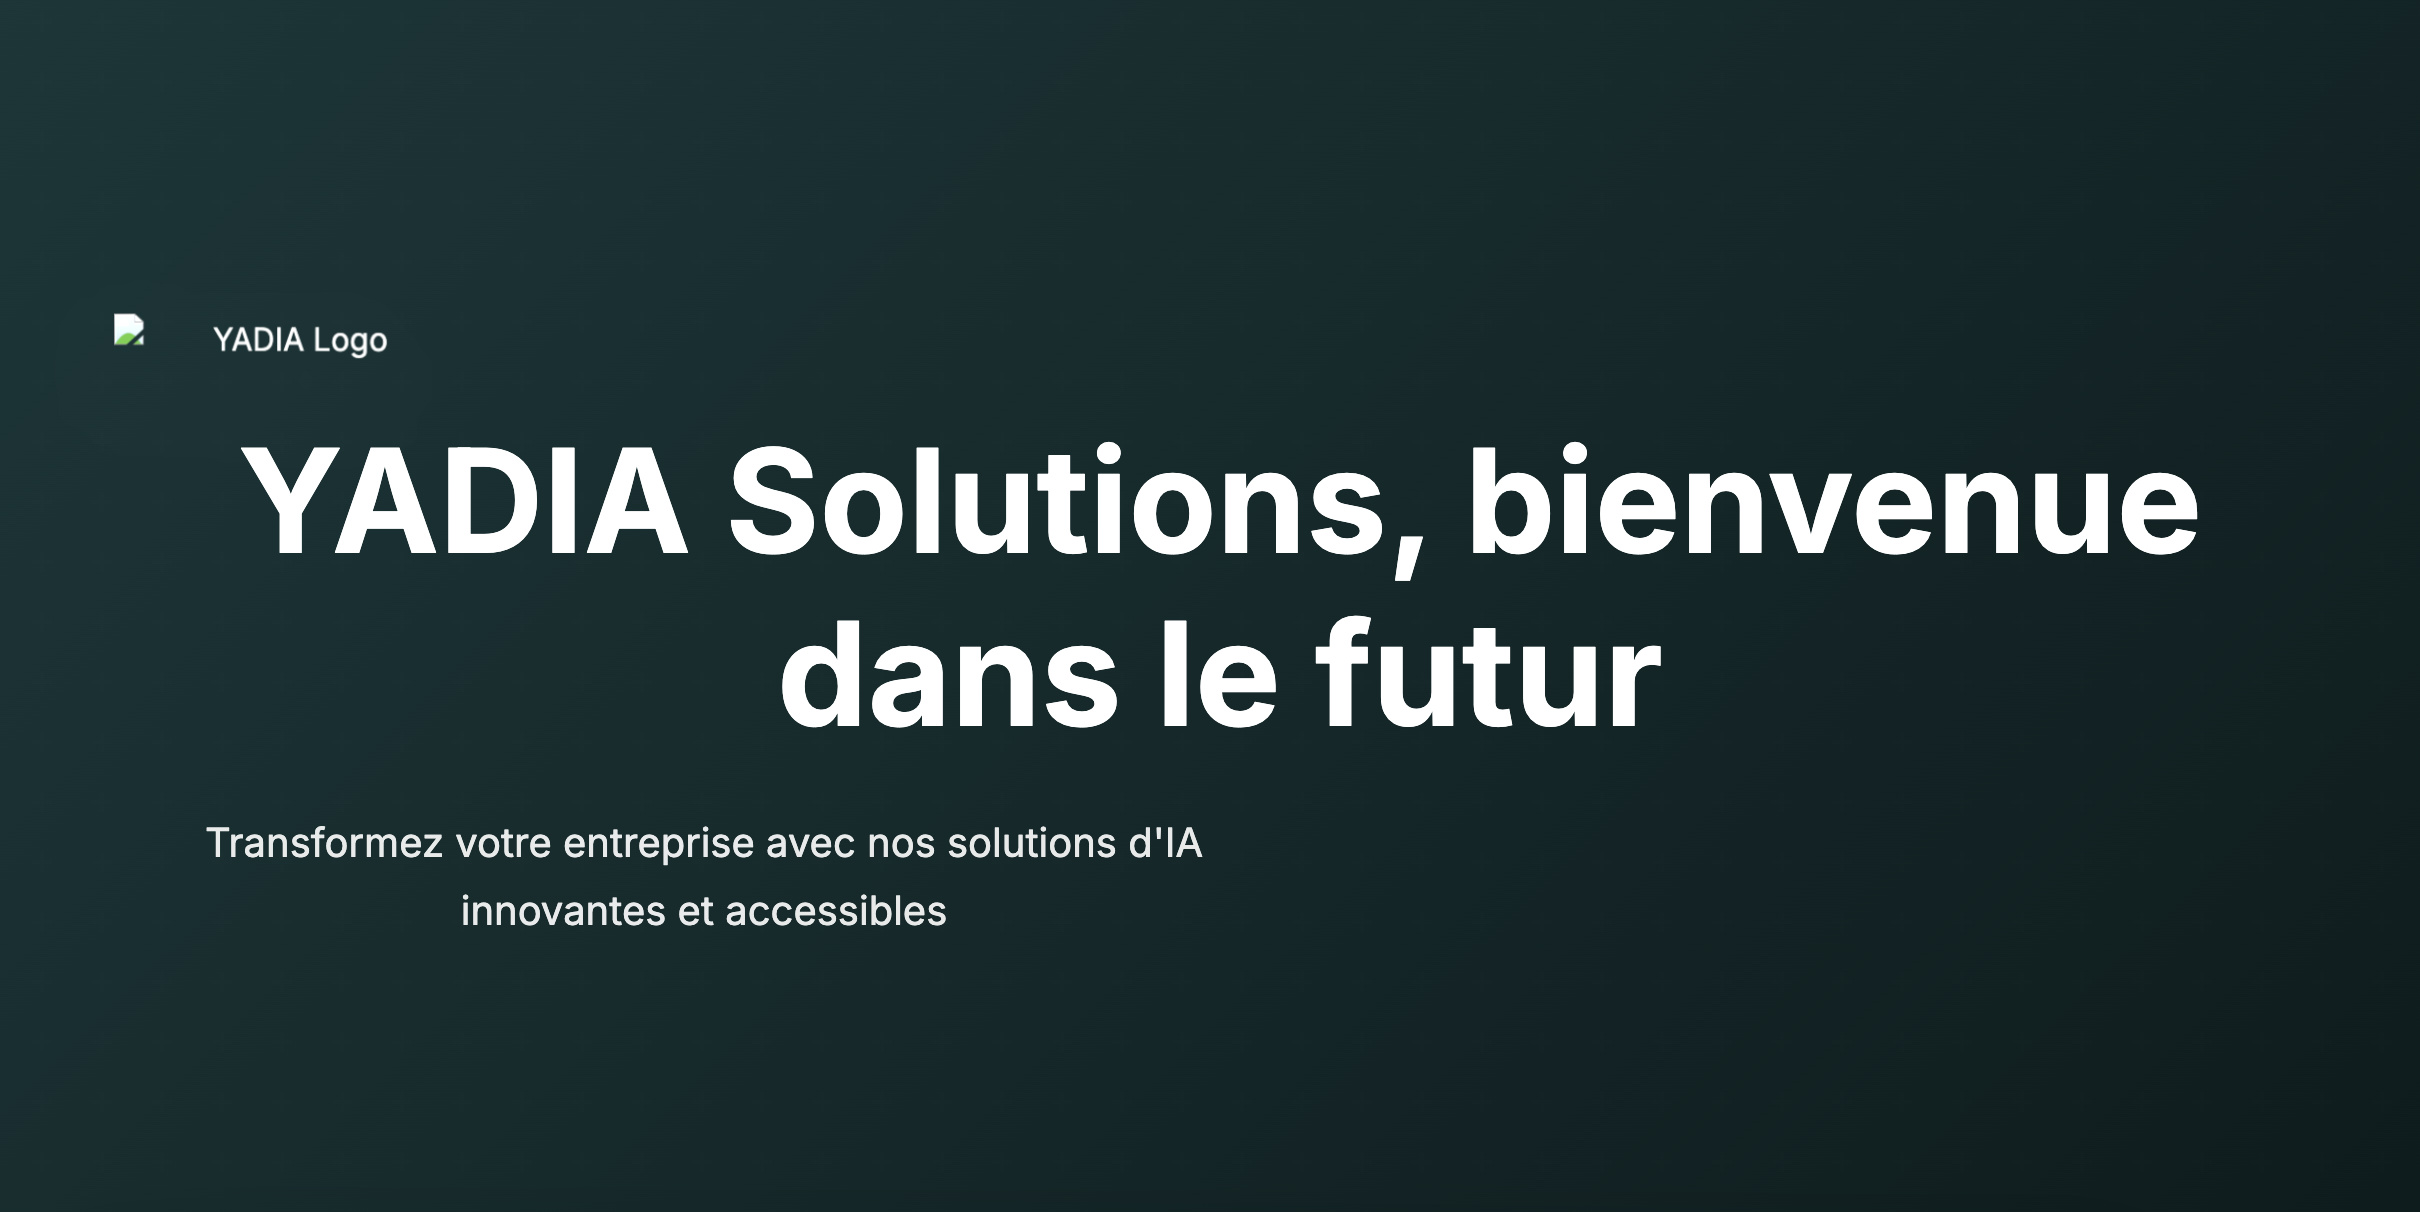 YADIA Logo
YADIA Solutions, bienvenue
dans le futur
Transformez votre entreprise avec nos solutions d'IA
innovantes et accessibles